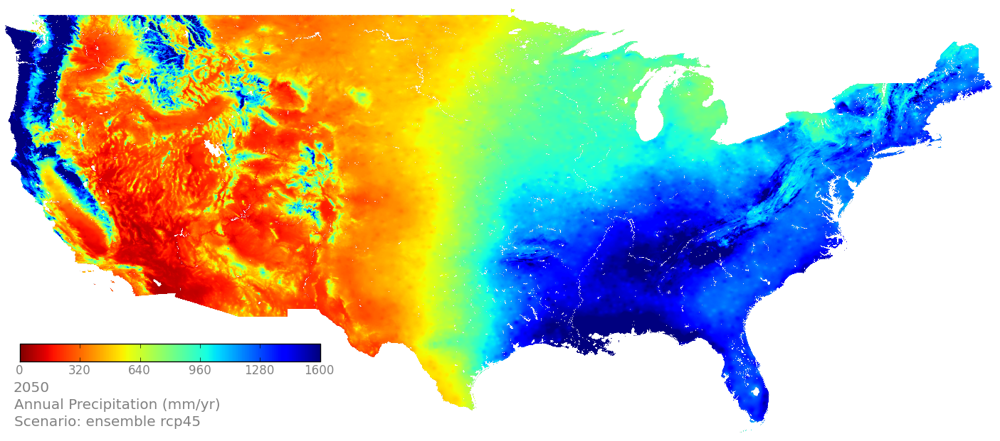 0 320 640 960 1280 1600
2050
Annual Precipitation (mm/yr)
Scenario: ensemble rcp45